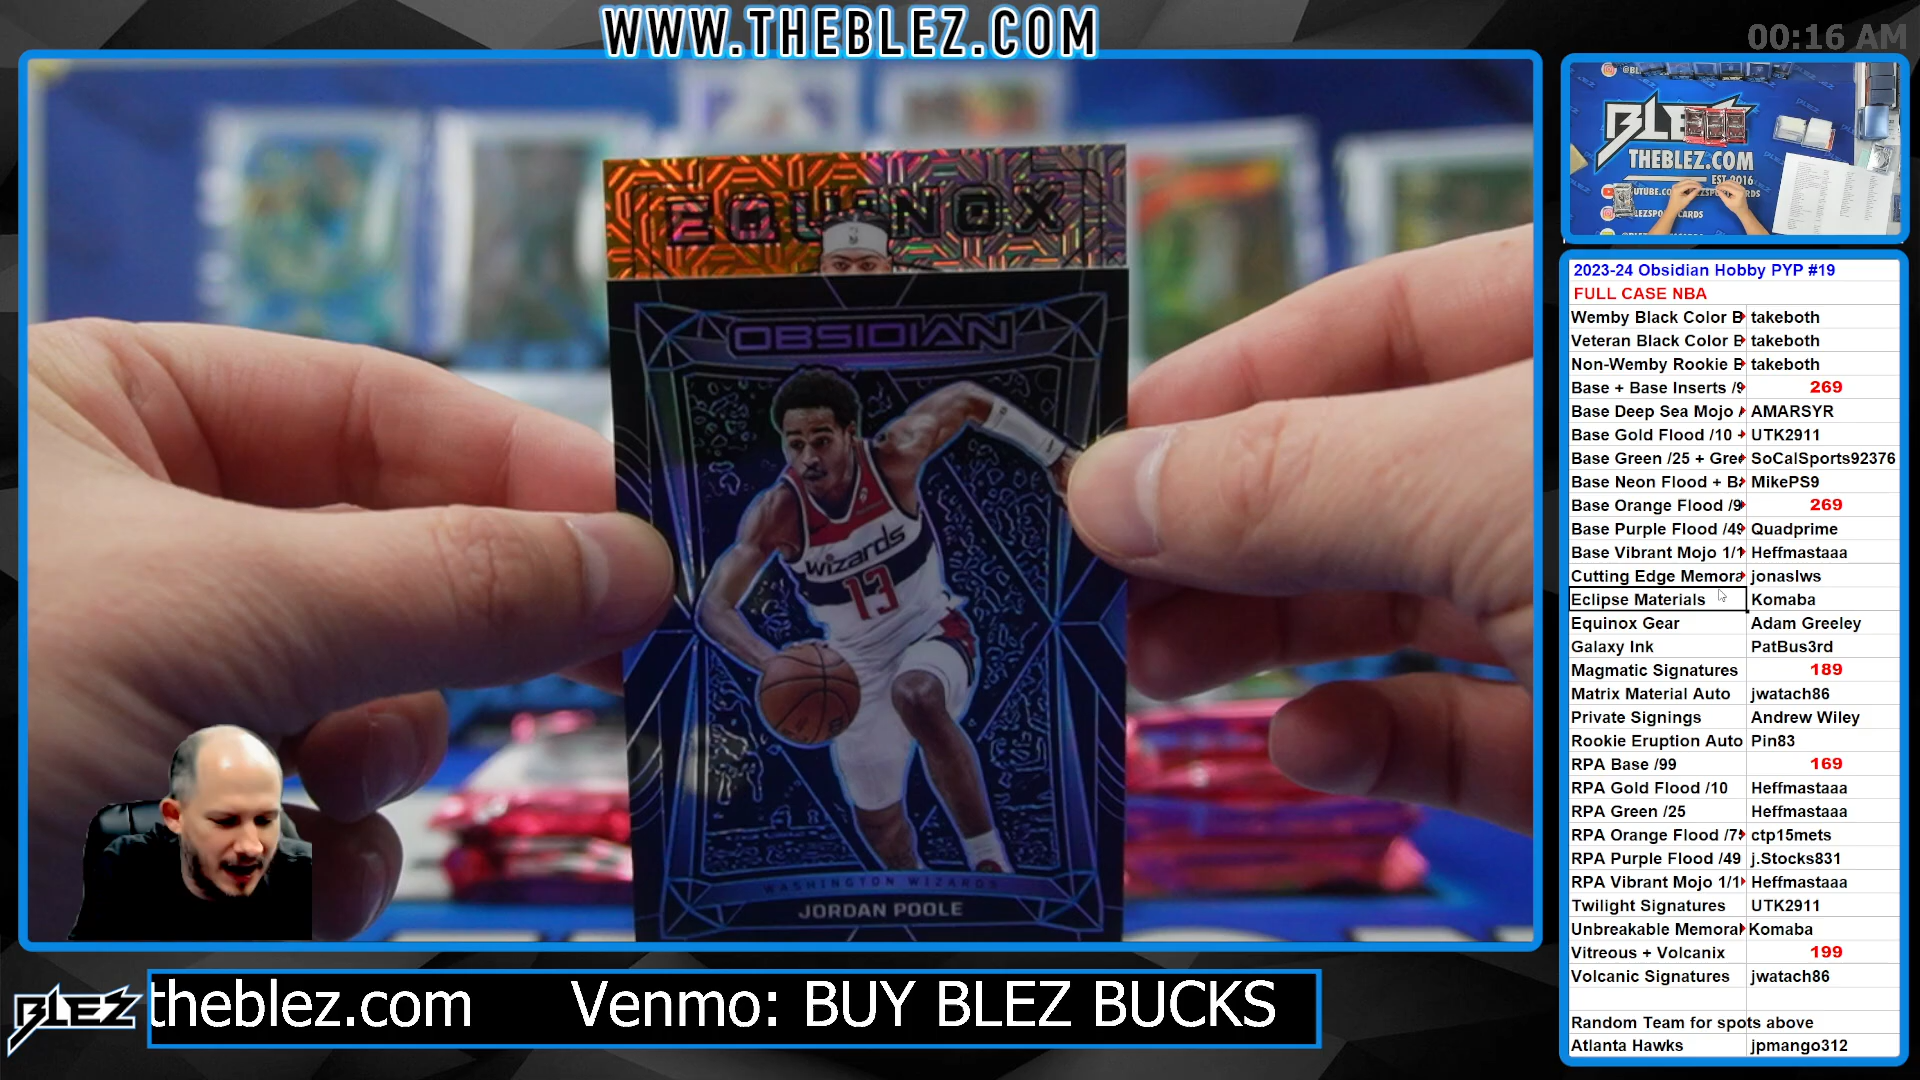 WWW.THEBLEZ.COM
00:16 AM
EQUINOX
OBSIDIAN
WIZARDS
13
WASHINGTON WIZARDS
JORDAN POOLE
BLEZ
THEBLEZ.COM
EST 2016
2023-24 Obsidian Hobby PYP #19
FULL CASE NBA
Wemby Black Color B takeboth
Veteran Black Color E takeboth
Non-Wemby Rookie E takeboth
Base + Base Inserts /9 269
Base Deep Sea Mojo / AMARSYR
Base Gold Flood /10 + UTK2911
Base Green /25 + Gre SoCalSports92376
Base Neon Flood + B MikePS9
Base Orange Flood /9 269
Base Purple Flood /49 Quadprime
Base Vibrant Mojo 1/1 Heffmastaaa
Cutting Edge Memora jonaslws
Eclipse Materials Komaba
Equinox Gear Adam Greeley
Galaxy Ink PatBus3rd
Magmatic Signatures 189
Matrix Material Auto jwatach86
Private Signings Andrew Wiley
Rookie Eruption Auto Pin83
RPA Base /99 169
RPA Gold Flood /10 Heffmastaaa
RPA Green /25 Heffmastaaa
RPA Orange Flood /7 ctp15mets
RPA Purple Flood /49 j.Stocks831
RPA Vibrant Mojo 1/1 Heffmastaaa
Twilight Signatures UTK2911
Unbreakable Memora Komaba
Vitreous + Volcanix 199
Volcanic Signatures jwatach86
Random Team for spots above
Atlanta Hawks jpmango312
BLEZ
theblez.com Venmo: BUY BLEZ BUCKS